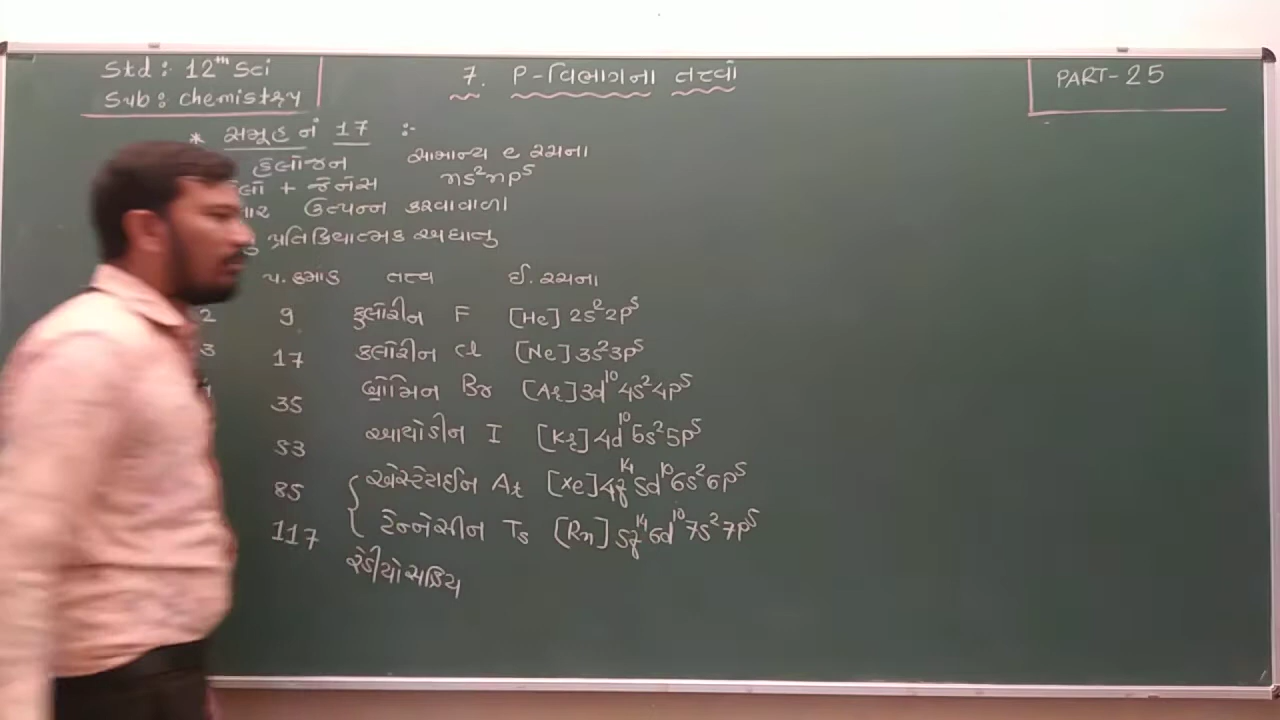 Std : 12th Sci
Sub : Chemistry
7. P-વિભાગના તત્વો
PART-25
* સમૂહ નં 17 :-
હેલોજન સામાન્ય e રચના
+ જેનેસ ns²np⁵
ઉત્પન્ન કરવાવાળા
પ્રતિક્રિયાત્મક અધાતુ
પ. ક્રમાંક તત્વ ઈ. રચના
2 9 ફ્લોરીન F [He] 2s²2p⁵
3 17 ક્લોરીન Cl [Ne] 3s²3p⁵
35 બ્રોમિન Br [Ar] 3d¹⁰4s²4p⁵
53 આયોડીન I [Kr] 4d¹⁰5s²5p⁵
85 એસ્ટેટાઈન At [Xe] 4f¹⁴5d¹⁰6s²6p⁵
117 ટેન્નેસીન Ts [Rn] 5f¹⁴6d¹⁰7s²7p⁵
રેડીયોસક્રિય